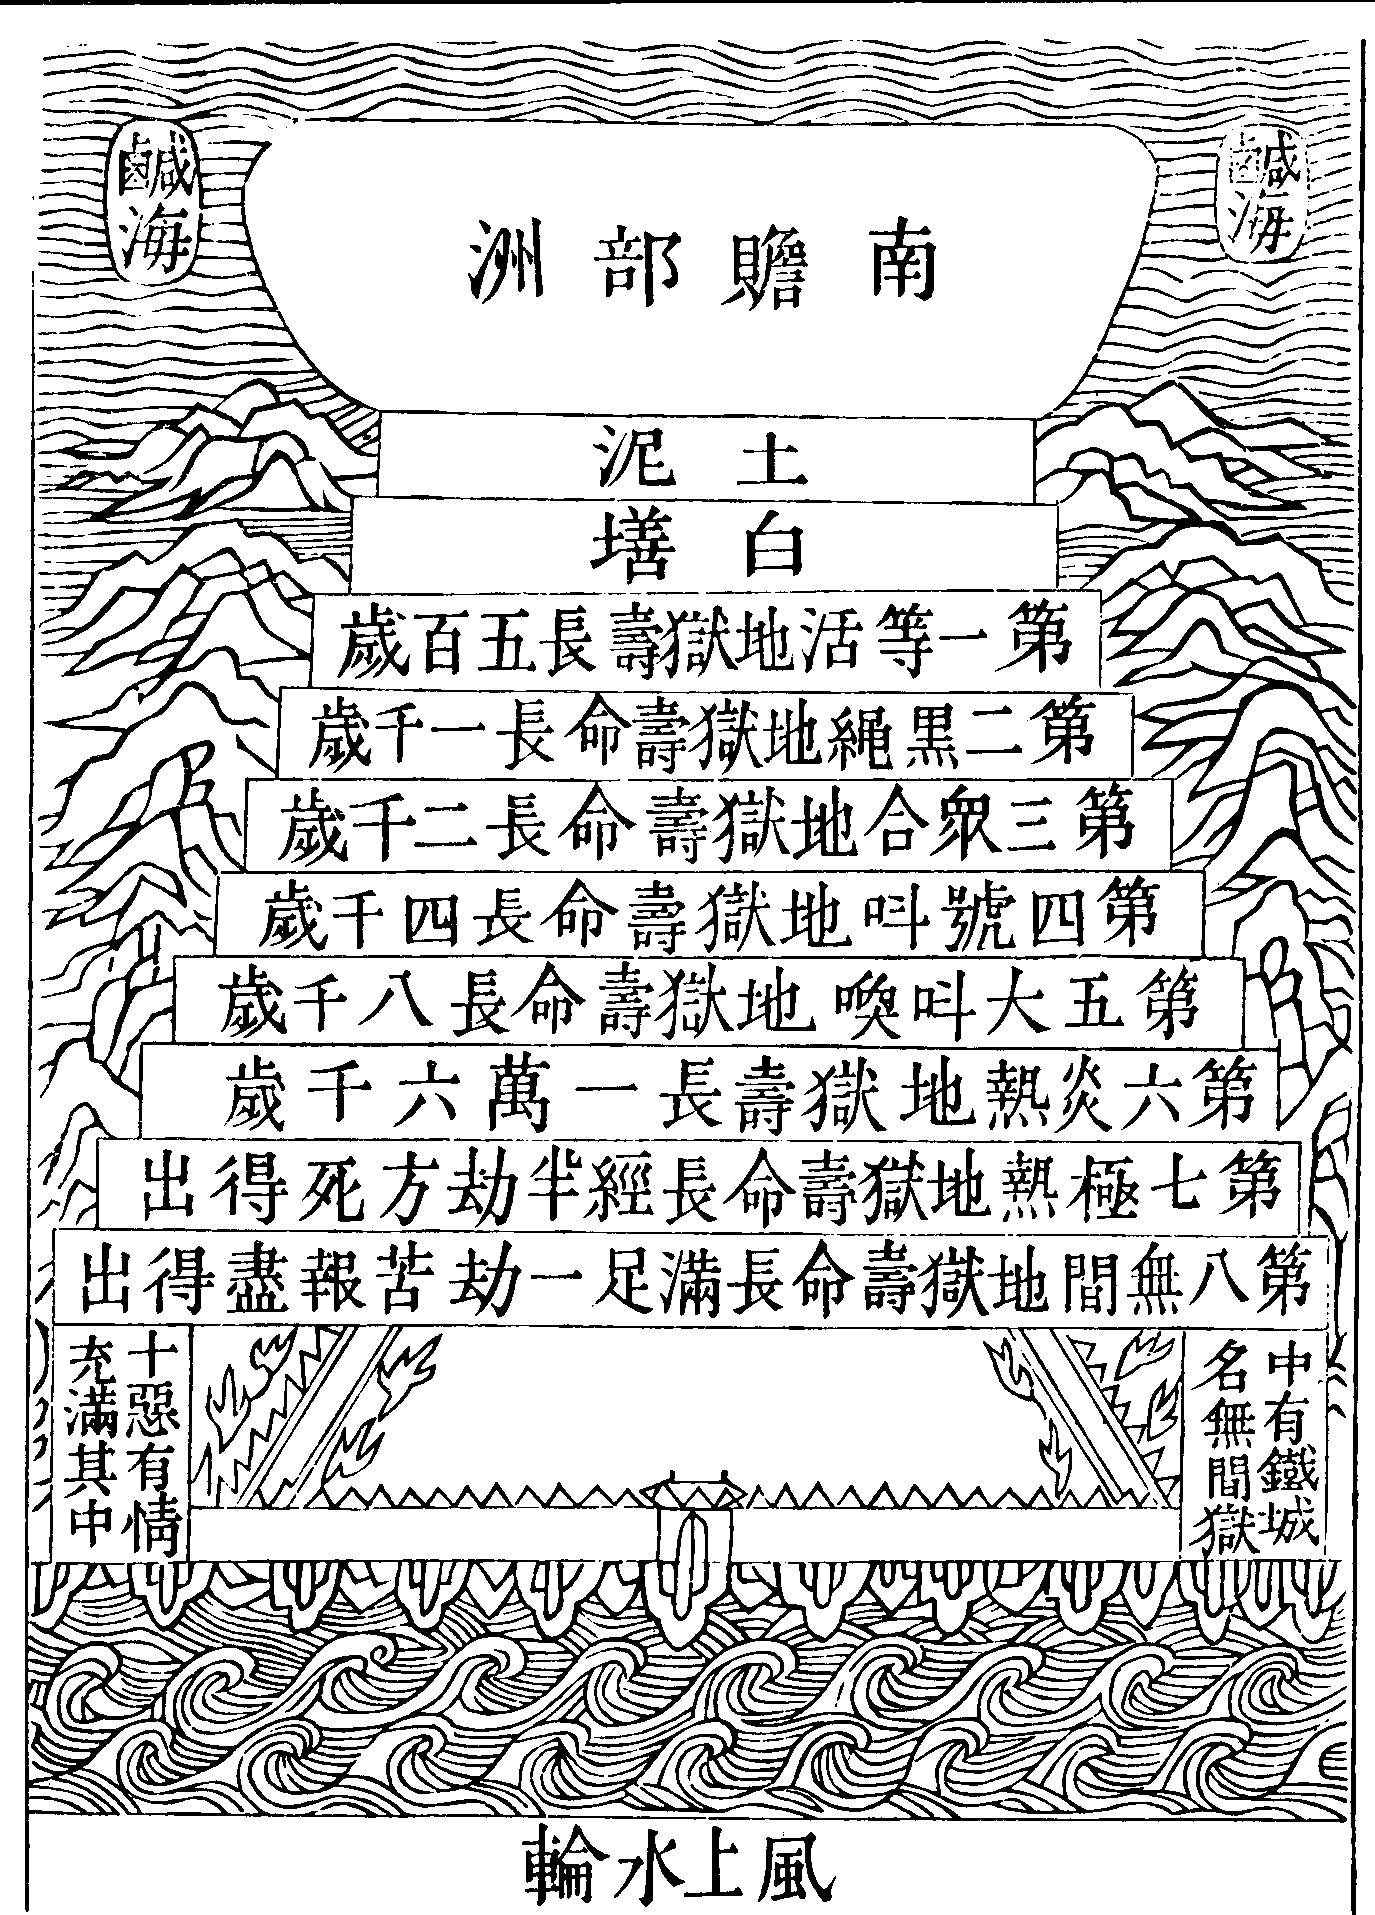 鹹海
鹹海
南贍部洲
土泥
白墡
第一等活地獄壽長五百歲
第二黑繩地獄壽命長一千歲
第三衆合地獄壽命長二千歲
第四號呌地獄壽命長四千歲
第五大呌喚地獄壽命長八千歲
第六炎熱地獄壽長一萬六千歲
第七極熱地獄壽命長經半劫方死得出
第八無間地獄壽命長滿足一劫苦報盡得出
中有鐵城
名無間獄
十惡有情
充滿其中
風上水輪